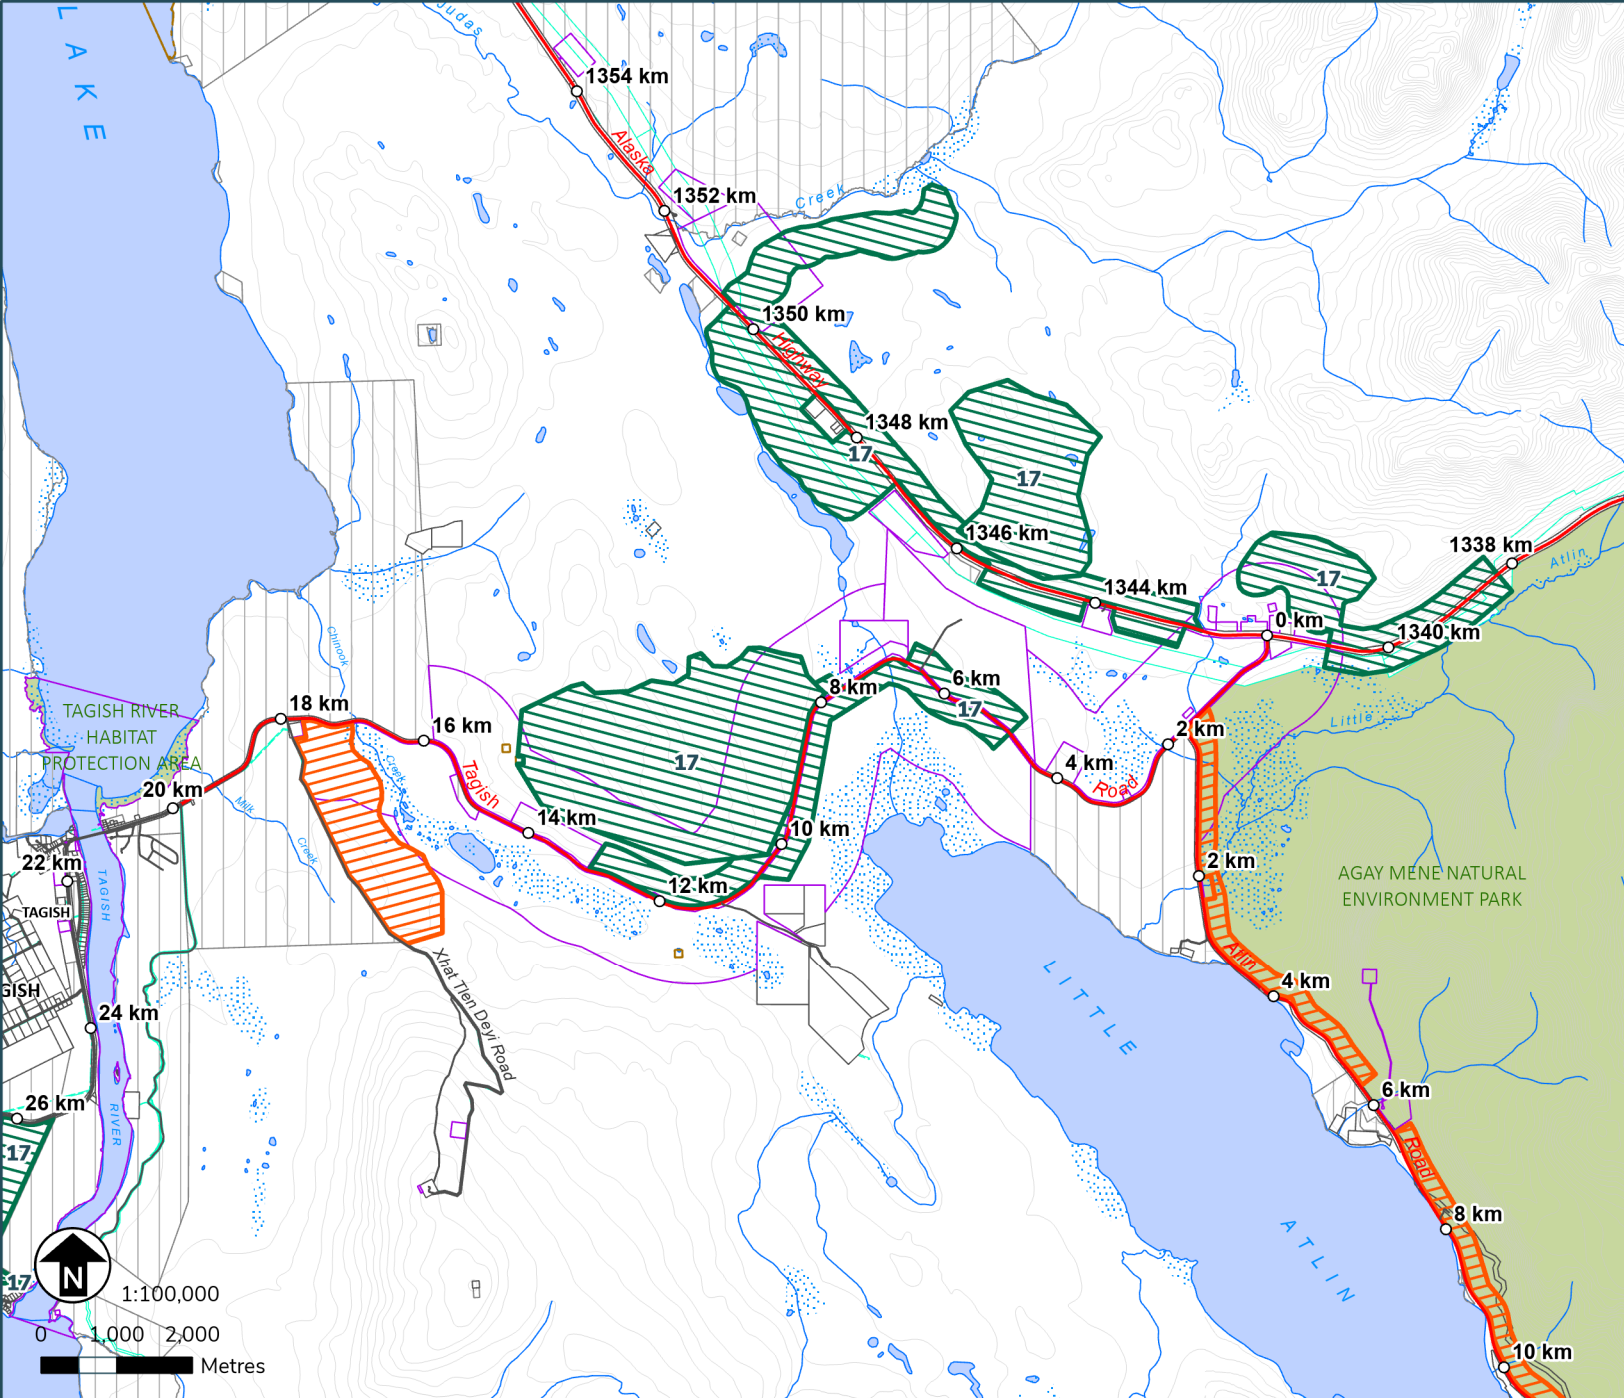 LAKE
Judas
1354 km
Alaska
1352 km
Creek
1350 km
Highway
1348 km
17
17
1346 km
1338 km
Atlin
1344 km
17
0 km
1340 km
Chinook
8 km
6 km
17
TAGISH RIVER
HABITAT
PROTECTION AREA
18 km
16 km
2 km
Little
17
4 km
Road
Creek
Tagish
20 km
Milk
Creek
14 km
10 km
22 km
2 km
AGAY MENE NATURAL
ENVIRONMENT PARK
TAGISH
TAGISH
12 km
Atlin
Xhat Tlen Deyi Road
GISH
4 km
24 km
LITTLE
26 km
6 km
RIVER
17
Road
8 km
ATLIN
N
17
1:100,000
0 1,000 2,000
Metres
10 km